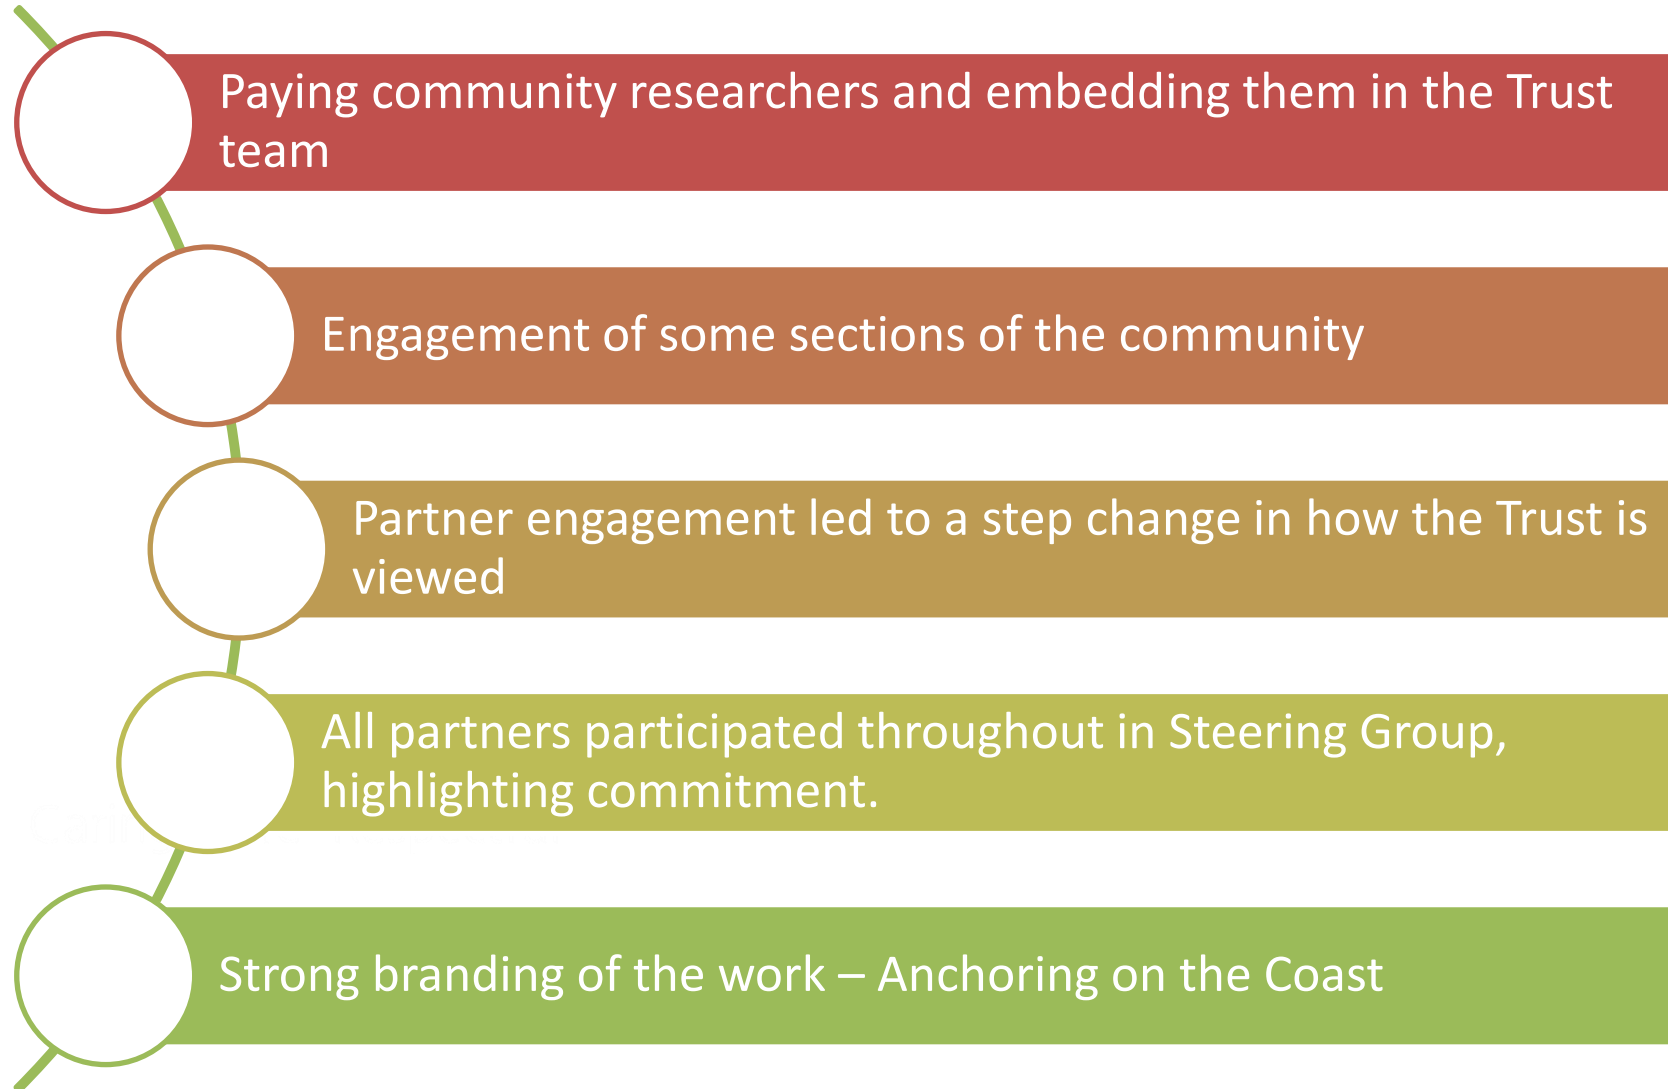 Paying community researchers and embedding them in the Trust
team
Engagement of some sections of the community
Partner engagement led to a step change in how the Trust is
viewed
All partners participated throughout in Steering Group,
highlighting commitment.
Strong branding of the work – Anchoring on the Coast